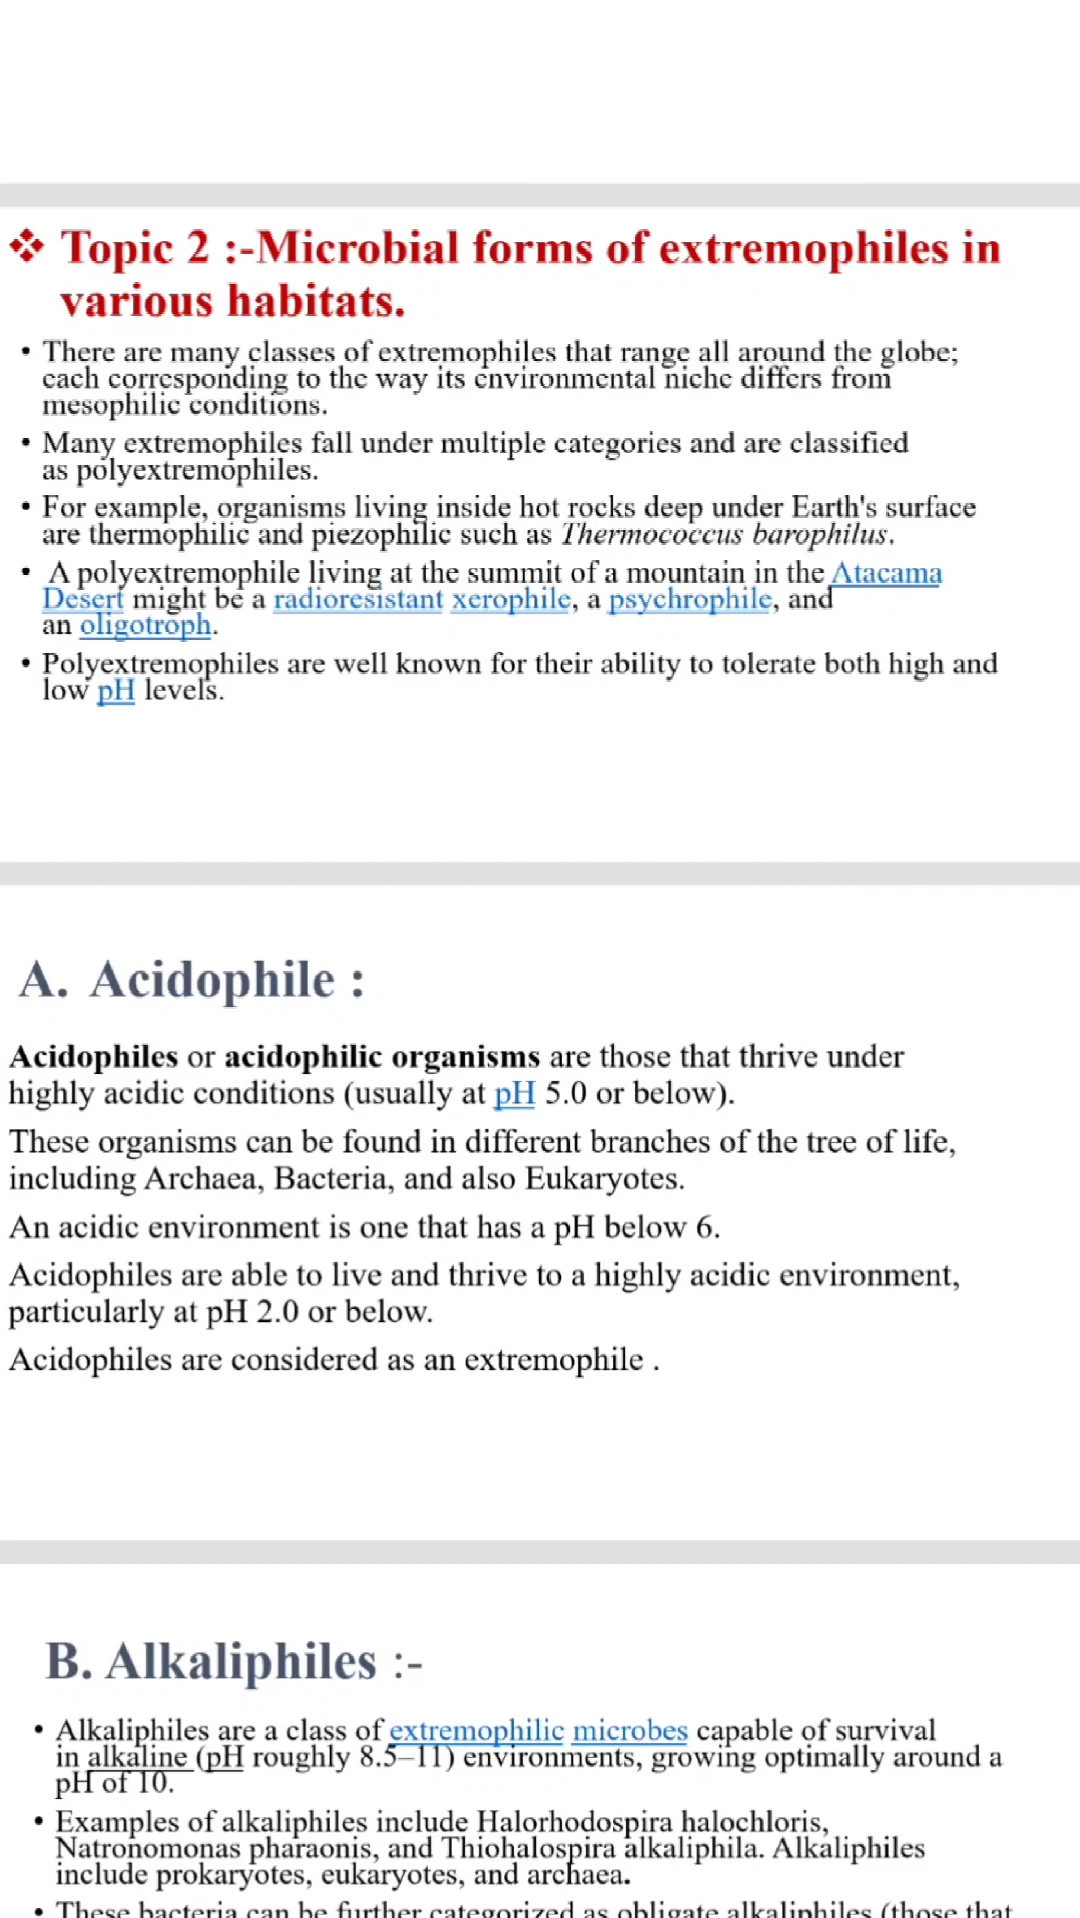 ❖ Topic 2 :-Microbial forms of extremophiles in
various habitats.
• There are many classes of extremophiles that range all around the globe;
each corresponding to the way its environmental niche differs from
mesophilic conditions.
• Many extremophiles fall under multiple categories and are classified
as polyextremophiles.
• For example, organisms living inside hot rocks deep under Earth's surface
are thermophilic and piezophilic such as Thermococcus barophilus.
• A polyextremophile living at the summit of a mountain in the Atacama
Desert might be a radioresistant xerophile, a psychrophile, and
an oligotroph.
• Polyextremophiles are well known for their ability to tolerate both high and
low pH levels.
A. Acidophile :
Acidophiles or acidophilic organisms are those that thrive under
highly acidic conditions (usually at pH 5.0 or below).
These organisms can be found in different branches of the tree of life,
including Archaea, Bacteria, and also Eukaryotes.
An acidic environment is one that has a pH below 6.
Acidophiles are able to live and thrive to a highly acidic environment,
particularly at pH 2.0 or below.
Acidophiles are considered as an extremophile .
B. Alkaliphiles :-
• Alkaliphiles are a class of extremophilic microbes capable of survival
in alkaline (pH roughly 8.5–11) environments, growing optimally around a
pH of 10.
• Examples of alkaliphiles include Halorhodospira halochloris,
Natronomonas pharaonis, and Thiohalospira alkaliphila. Alkaliphiles
include prokaryotes, eukaryotes, and archaea.
• These bacteria can be further categorized as obligate alkaliphiles (those that